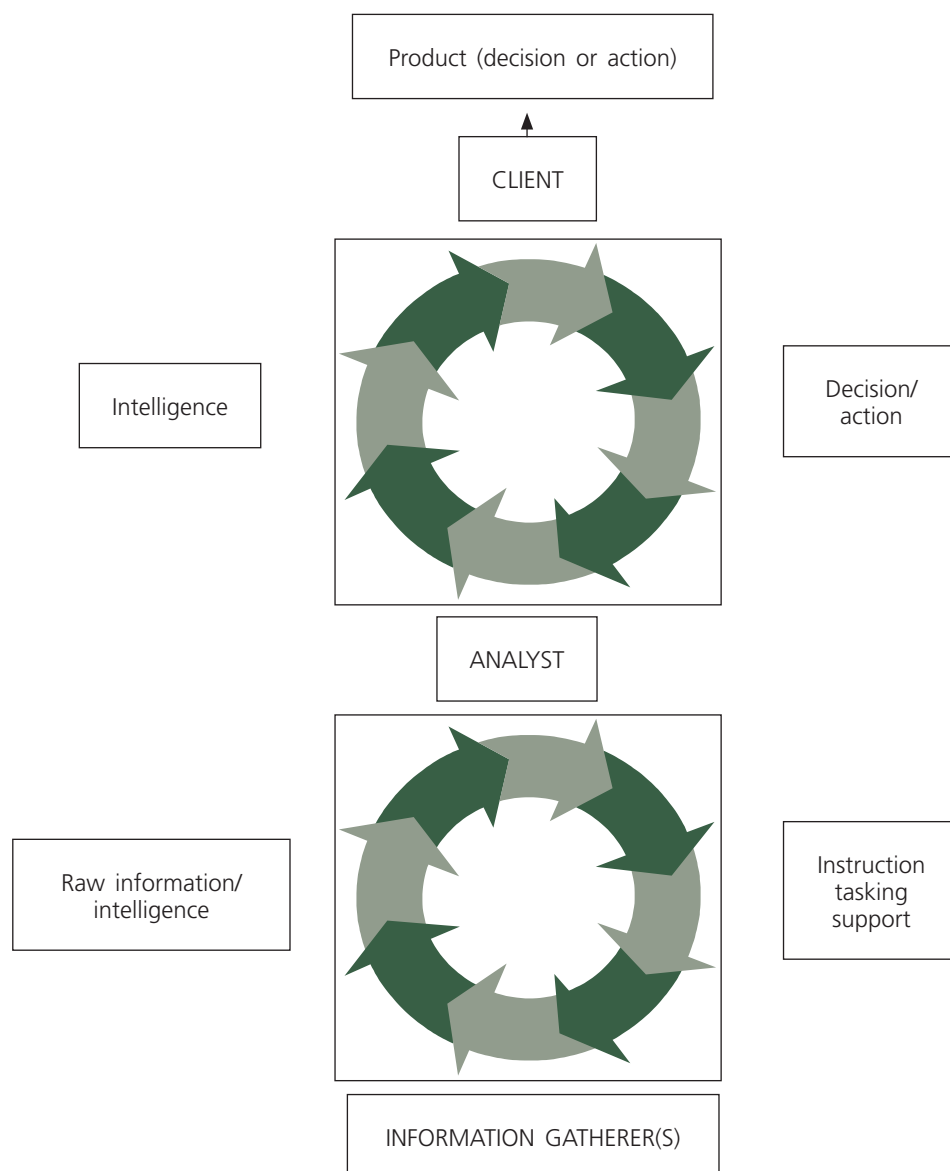 Product (decision or action)
CLIENT
Intelligence
Decision/
action
ANALYST
Raw information/
intelligence
Instruction
tasking
support
INFORMATION GATHERER(S)